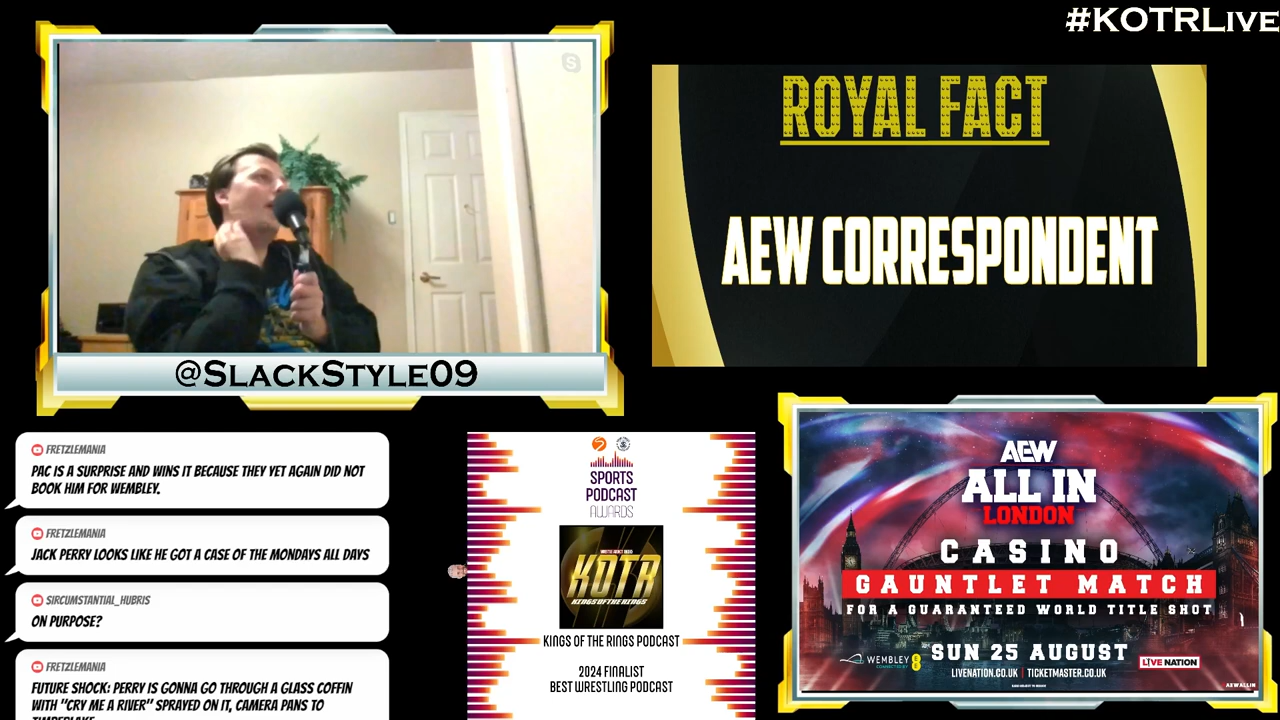 #KOTRLive
ROYAL FACT
AEW CORRESPONDENT
@SlackStyle09
FRETZLEMANIA
PAC IS A SURPRISE AND WINS IT BECAUSE THEY YET AGAIN DID NOT
BOOK HIM FOR WEMBLEY.
FRETZLEMANIA
JACK PERRY LOOKS LIKE HE GOT A CASE OF THE MONDAYS ALL DAYS
SIRCUMSTANTIAL_HUBRIS
ON PURPOSE?
FRETZLEMANIA
FUTURE SHOCK: PERRY IS GONNA GO THROUGH A GLASS COFFIN
WITH "CRY ME A RIVER" SPRAYED ON IT, CAMERA PANS TO
TIMBERLAKE
SPORTS
PODCAST
AWARDS
KOTR
KINGS OF THE RINGS
KINGS OF THE RINGS PODCAST
2024 FINALIST
BEST WRESTLING PODCAST
AEW
ALL IN
LONDON
CASINO
GAUNTLET MATCH
FOR A GUARANTEED WORLD TITLE SHOT
SUN 25 AUGUST
WEMBLEY
LIVENATION.CO.UK | TICKETMASTER.CO.UK
LIVE NATION
#AEWALLIN